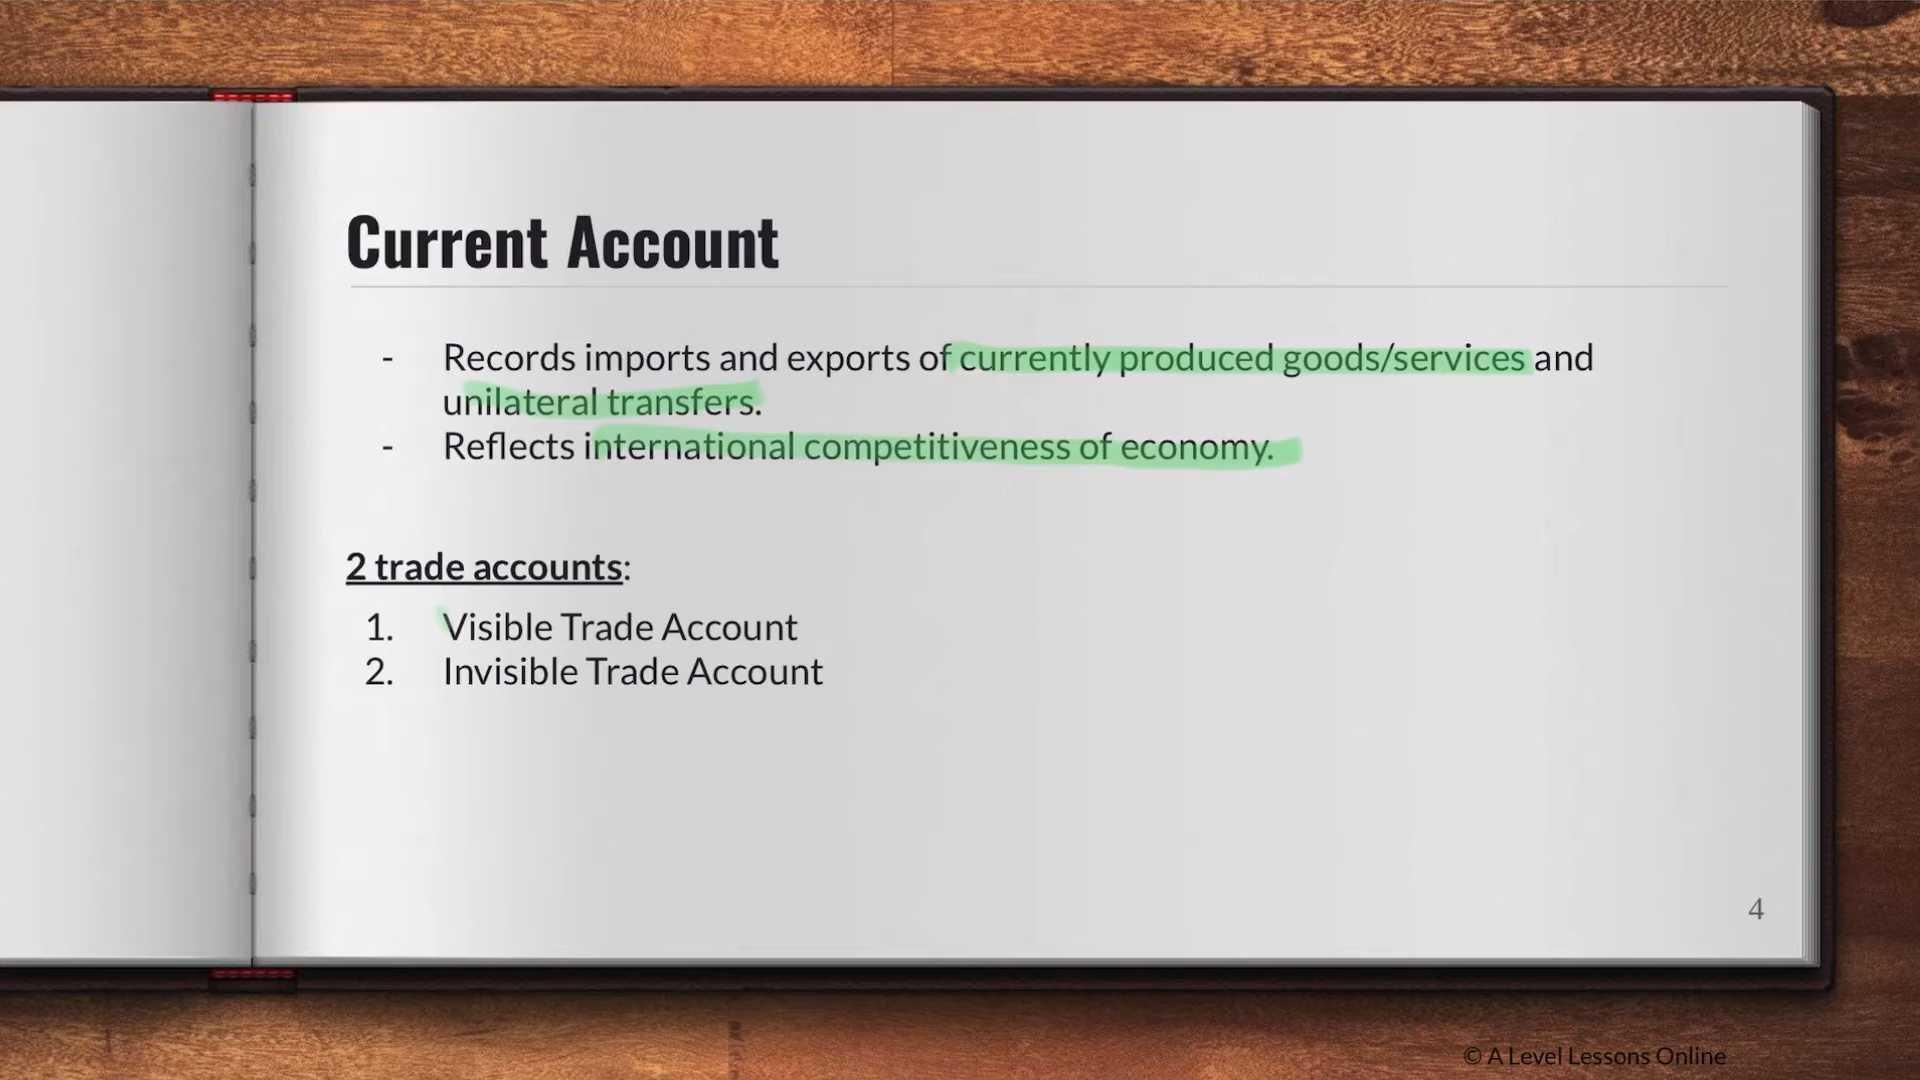 Current Account
- Records imports and exports of currently produced goods/services and
unilateral transfers.
- Reflects international competitiveness of economy.
2 trade accounts:
1. Visible Trade Account
2. Invisible Trade Account
4
© A Level Lessons Online